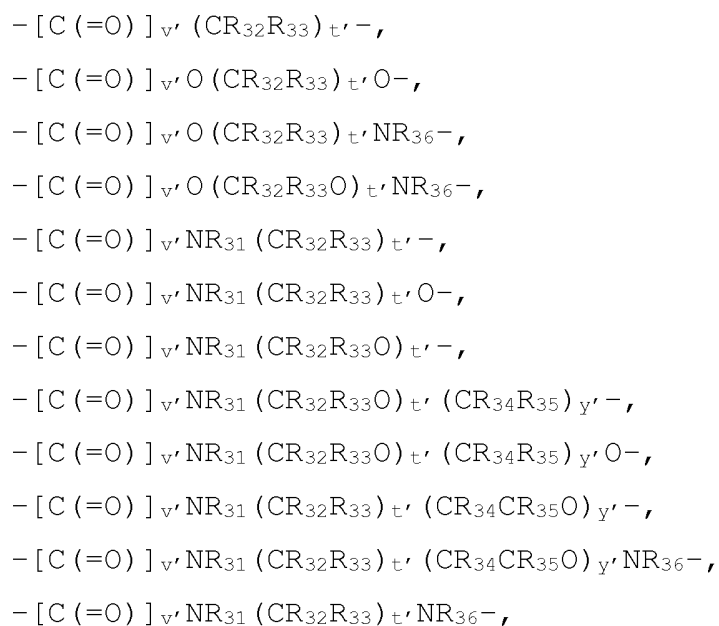 -[C(=O)]v'(CR32R33)t'-,
-[C(=O)]v'O(CR32R33)t'O-,
-[C(=O)]v'O(CR32R33)t'NR36-,
-[C(=O)]v'O(CR32R33O)t'NR36-,
-[C(=O)]v'NR31(CR32R33)t'-,
-[C(=O)]v'NR31(CR32R33)t'O-,
-[C(=O)]v'NR31(CR32R33O)t'-,
-[C(=O)]v'NR31(CR32R33O)t'(CR34R35)y'-,
-[C(=O)]v'NR31(CR32R33O)t'(CR34R35)y'O-,
-[C(=O)]v'NR31(CR32R33)t'(CR34CR35O)y'-,
-[C(=O)]v'NR31(CR32R33)t'(CR34CR35O)y'NR36-,
-[C(=O)]v'NR31(CR32R33)t'NR36-,